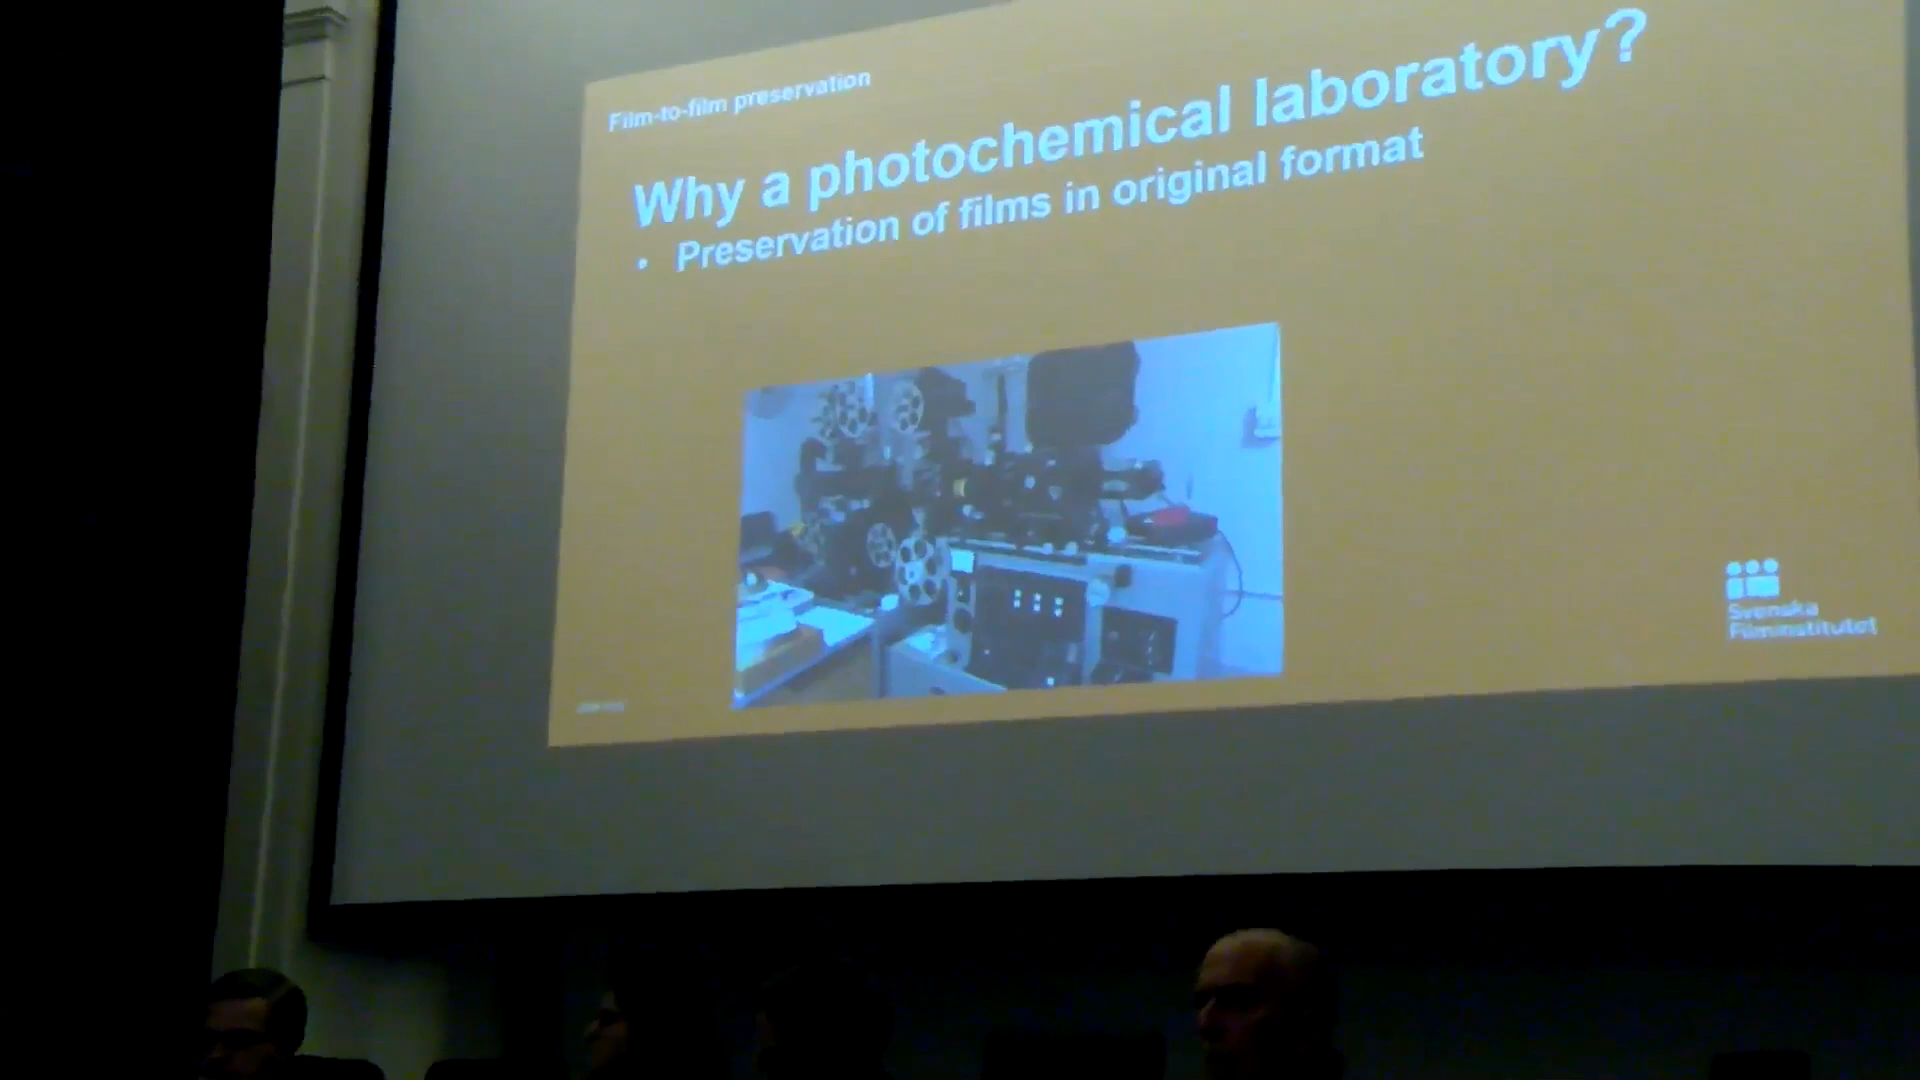 Film-to-film preservation
Why a photochemical laboratory?
• Preservation of films in original format
Svenska
Filminstitutet